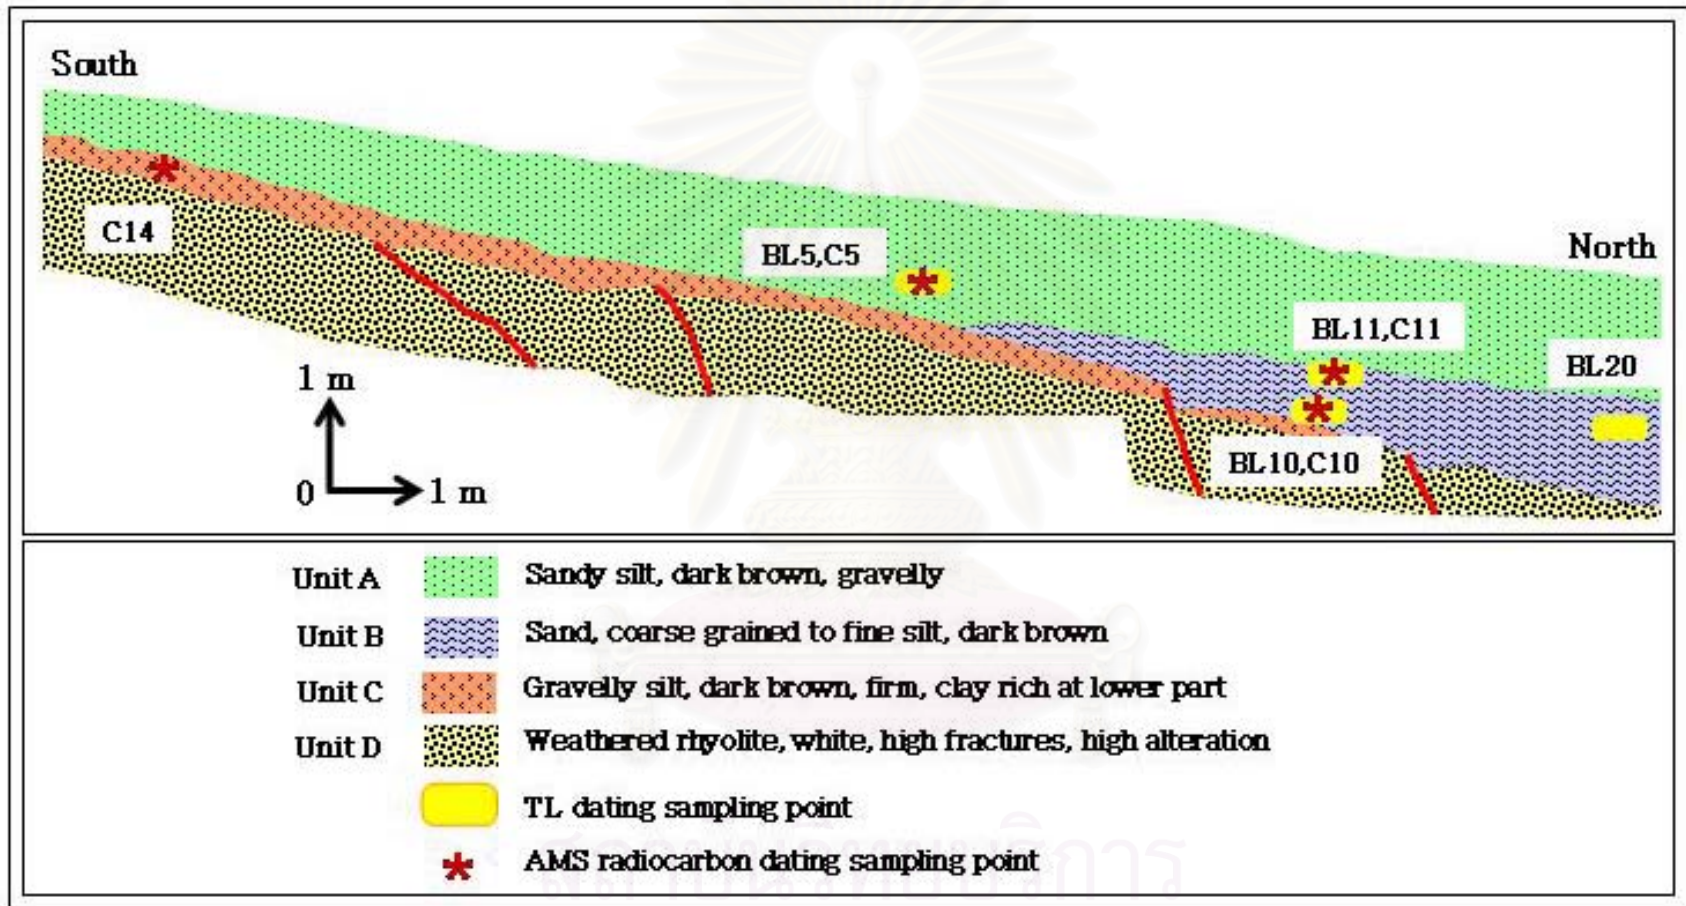 South
North
C14
BL5,C5
BL11,C11
BL20
BL10,C10
1 m
0
1 m
Unit A Sandy silt, dark brown, gravelly
Unit B Sand, coarse grained to fine silt, dark brown
Unit C Gravelly silt, dark brown, firm, clay rich at lower part
Unit D Weathered rhyolite, white, high fractures, high alteration
TL dating sampling point
AMS radiocarbon dating sampling point